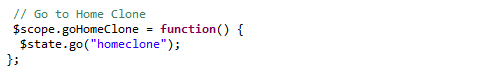 // Go to Home Clone
$scope.goHomeClone = function() {
$state.go("homeclone");
};